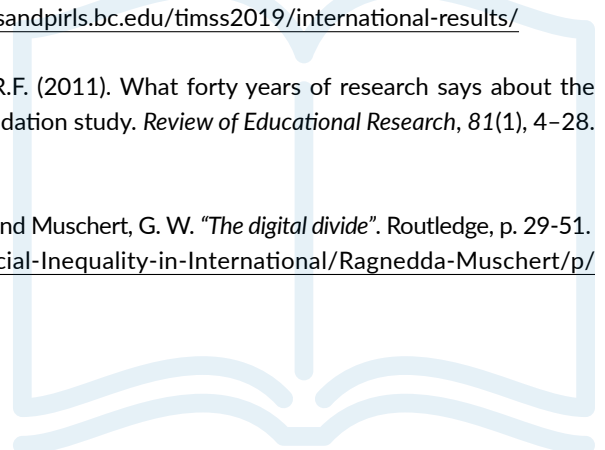 sandpirls.bc.edu/timss2019/international-results/
R.F. (2011). What forty years of research says about the
dation study. Review of Educational Research, 81(1), 4–28.
nd Muschert, G. W. “The digital divide”. Routledge, p. 29-51.
cial-Inequality-in-International/Ragnedda-Muschert/p/